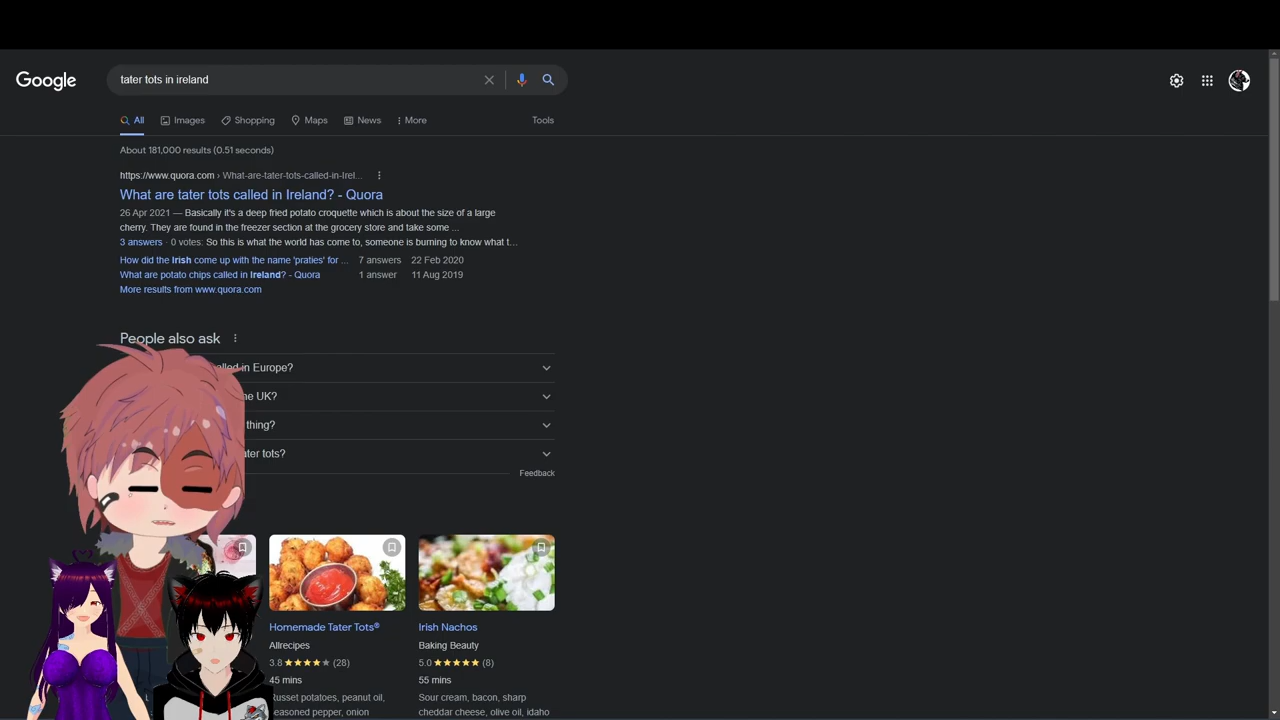 Google
tater tots in ireland
All
Images
Shopping
Maps
News
More
Tools
About 181,000 results (0.51 seconds)
https://www.quora.com › What-are-tater-tots-called-in-Irel...
What are tater tots called in Ireland? - Quora
26 Apr 2021 — Basically it's a deep fried potato croquette which is about the size of a large
cherry. They are found in the freezer section at the grocery store and take some ...
3 answers · 0 votes: So this is what the world has come to, someone is burning to know what t...
How did the Irish come up with the name 'praties' for ... 7 answers 22 Feb 2020
What are potato chips called in Ireland? - Quora 1 answer 11 Aug 2019
More results from www.quora.com
People also ask
called in Europe?
UK?
thing?
tots?
Feedback
Homemade Tater Tots®
Allrecipes
3.8 (28)
45 mins
Russet potatoes, peanut oil,
seasoned pepper, onion
Irish Nachos
Baking Beauty
5.0 (8)
55 mins
Sour cream, bacon, sharp
cheddar cheese, olive oil, idaho